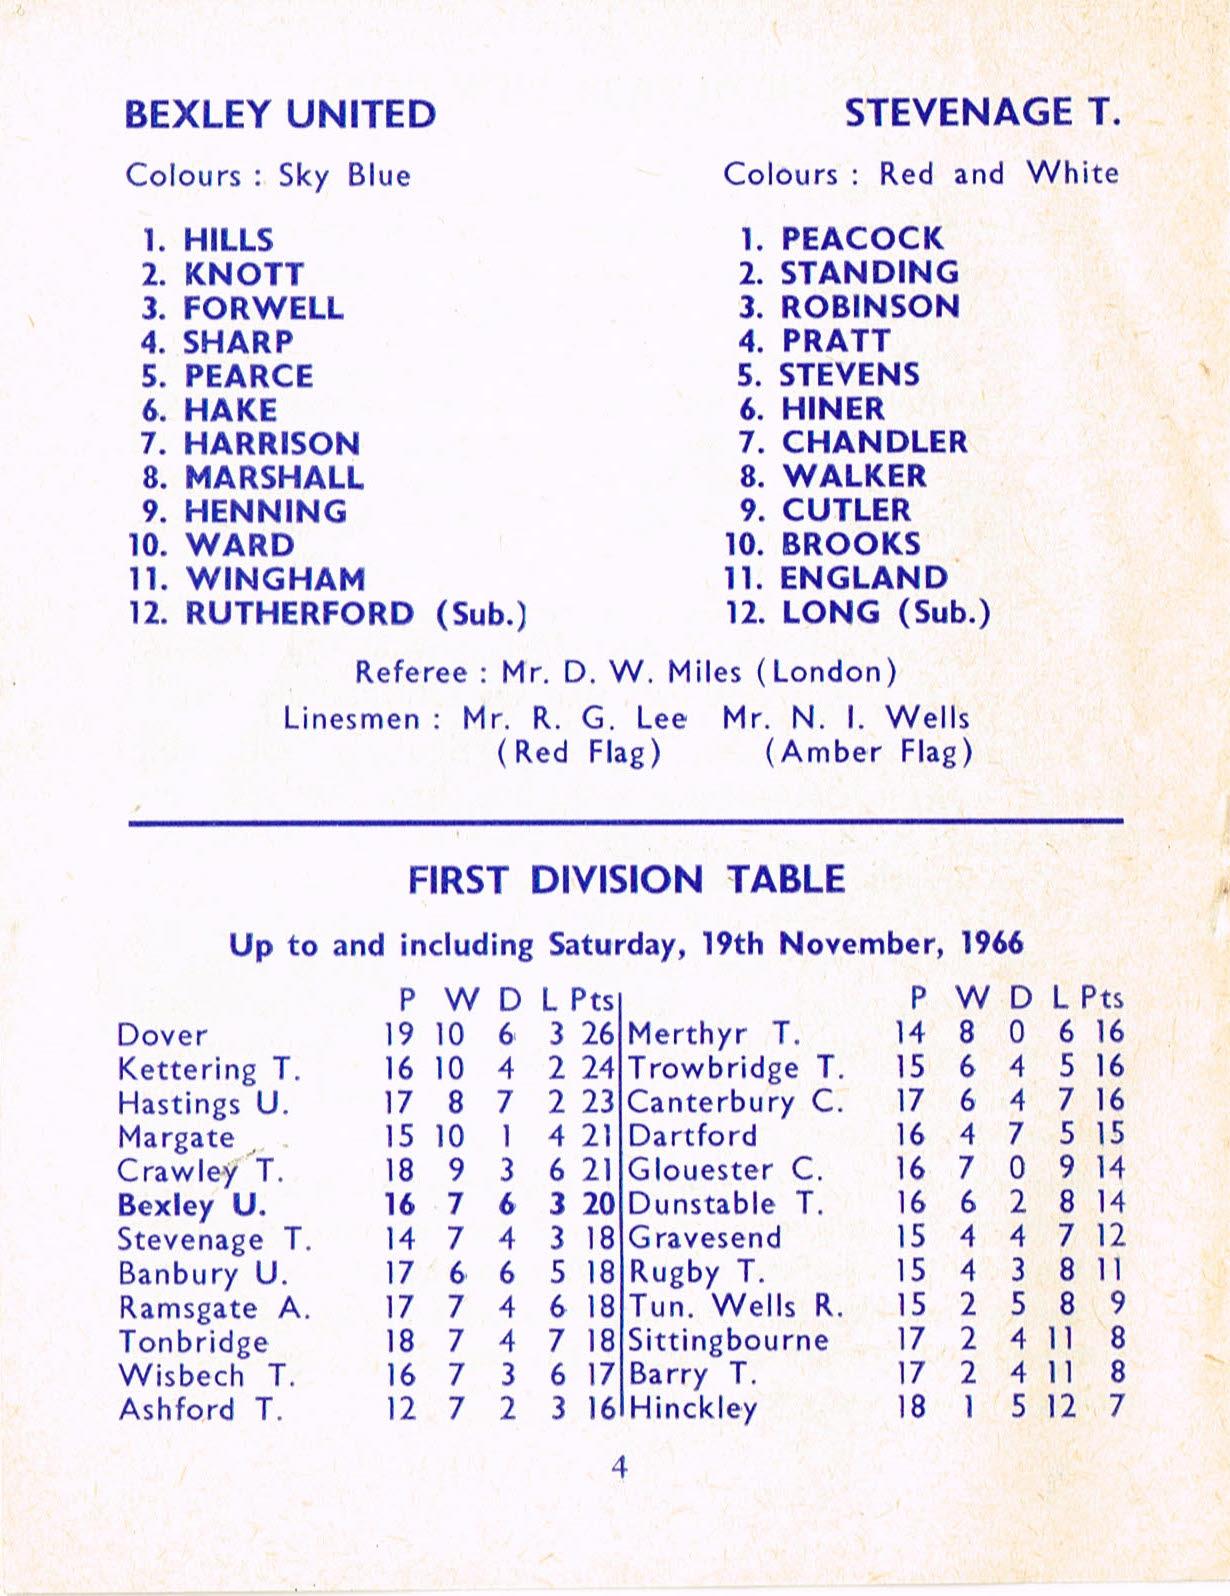 BEXLEY UNITED
Colours : Sky Blue
1. HILLS
2. KNOTT
3. FORWELL
4. SHARP
5. PEARCE
6. HAKE
7. HARRISON
8. MARSHALL
9. HENNING
10. WARD
11. WINGHAM
12. RUTHERFORD (Sub.)
STEVENAGE T.
Colours : Red and White
1. PEACOCK
2. STANDING
3. ROBINSON
4. PRATT
5. STEVENS
6. HINER
7. CHANDLER
8. WALKER
9. CUTLER
10. BROOKS
11. ENGLAND
12. LONG (Sub.)
Referee : Mr. D. W. Miles (London)
Linesmen : Mr. R. G. Lee Mr. N. I. Wells
(Red Flag) (Amber Flag)
FIRST DIVISION TABLE
Up to and including Saturday, 19th November, 1966
P W D L Pts
Dover 19 10 6 3 26
Kettering T. 16 10 4 2 24
Hastings U. 17 8 7 2 23
Margate 15 10 1 4 21
Crawley T. 18 9 3 6 21
Bexley U. 16 7 6 3 20
Stevenage T. 14 7 4 3 18
Banbury U. 17 6 6 5 18
Ramsgate A. 17 7 4 6 18
Tonbridge 18 7 4 7 18
Wisbech T. 16 7 3 6 17
Ashford T. 12 7 2 3 16
P W D L Pts
Merthyr T. 14 8 0 6 16
Trowbridge T. 15 6 4 5 16
Canterbury C. 17 6 4 7 16
Dartford 16 4 7 5 15
Glouester C. 16 7 0 9 14
Dunstable T. 16 6 2 8 14
Gravesend 15 4 4 7 12
Rugby T. 15 4 3 8 11
Tun. Wells R. 15 2 5 8 9
Sittingbourne 17 2 4 11 8
Barry T. 17 2 4 11 8
Hinckley 18 1 5 12 7
4